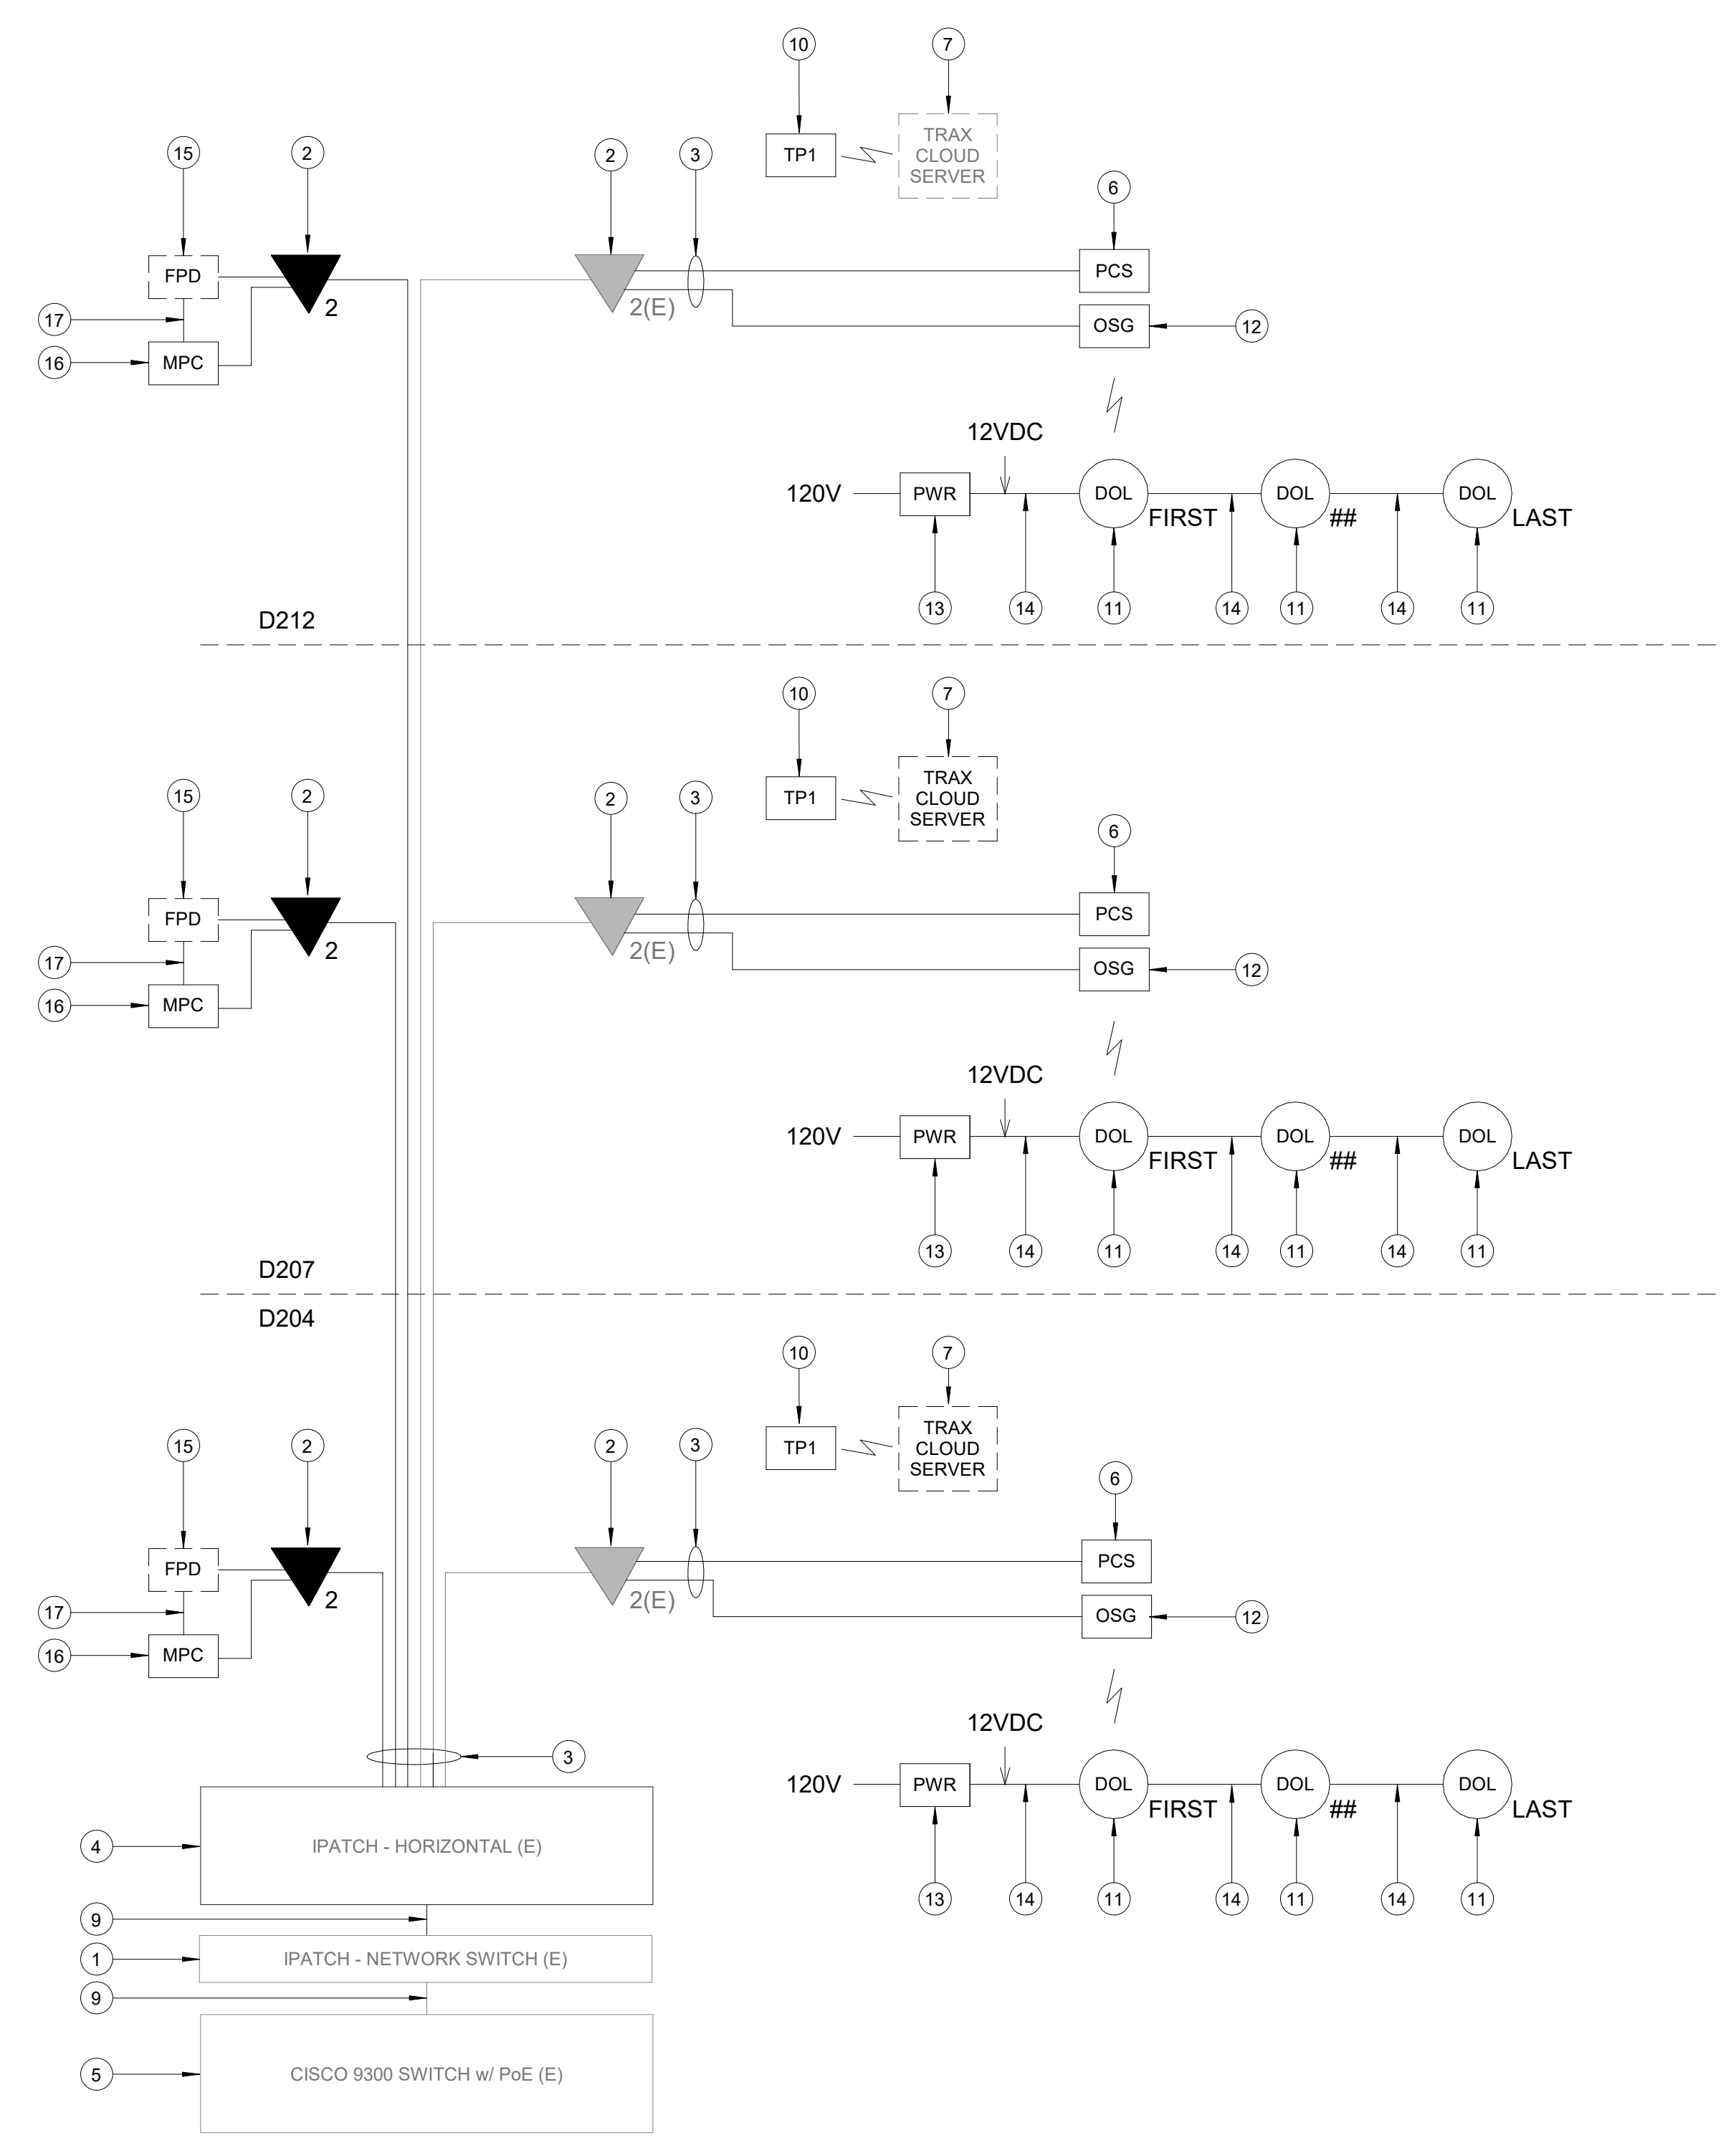 10
7
15
2
2
3
TP1
TRAX
CLOUD
SERVER
6
FPD
2
2(E)
PCS
17
OSG
12
16
MPC
12VDC
120V
PWR
DOL
FIRST
DOL
##
DOL
LAST
13
14
11
14
11
14
11
D212
10
7
15
2
2
3
TP1
TRAX
CLOUD
SERVER
6
FPD
2
2(E)
PCS
17
OSG
12
16
MPC
12VDC
120V
PWR
DOL
FIRST
DOL
##
DOL
LAST
13
14
11
14
11
14
11
D207
D204
10
7
15
2
2
3
TP1
TRAX
CLOUD
SERVER
6
FPD
2
2(E)
PCS
17
OSG
12
16
MPC
12VDC
3
120V
PWR
DOL
FIRST
DOL
##
DOL
LAST
4
IPATCH - HORIZONTAL (E)
13
14
11
14
11
14
11
9
1
IPATCH - NETWORK SWITCH (E)
9
5
CISCO 9300 SWITCH w/ PoE (E)